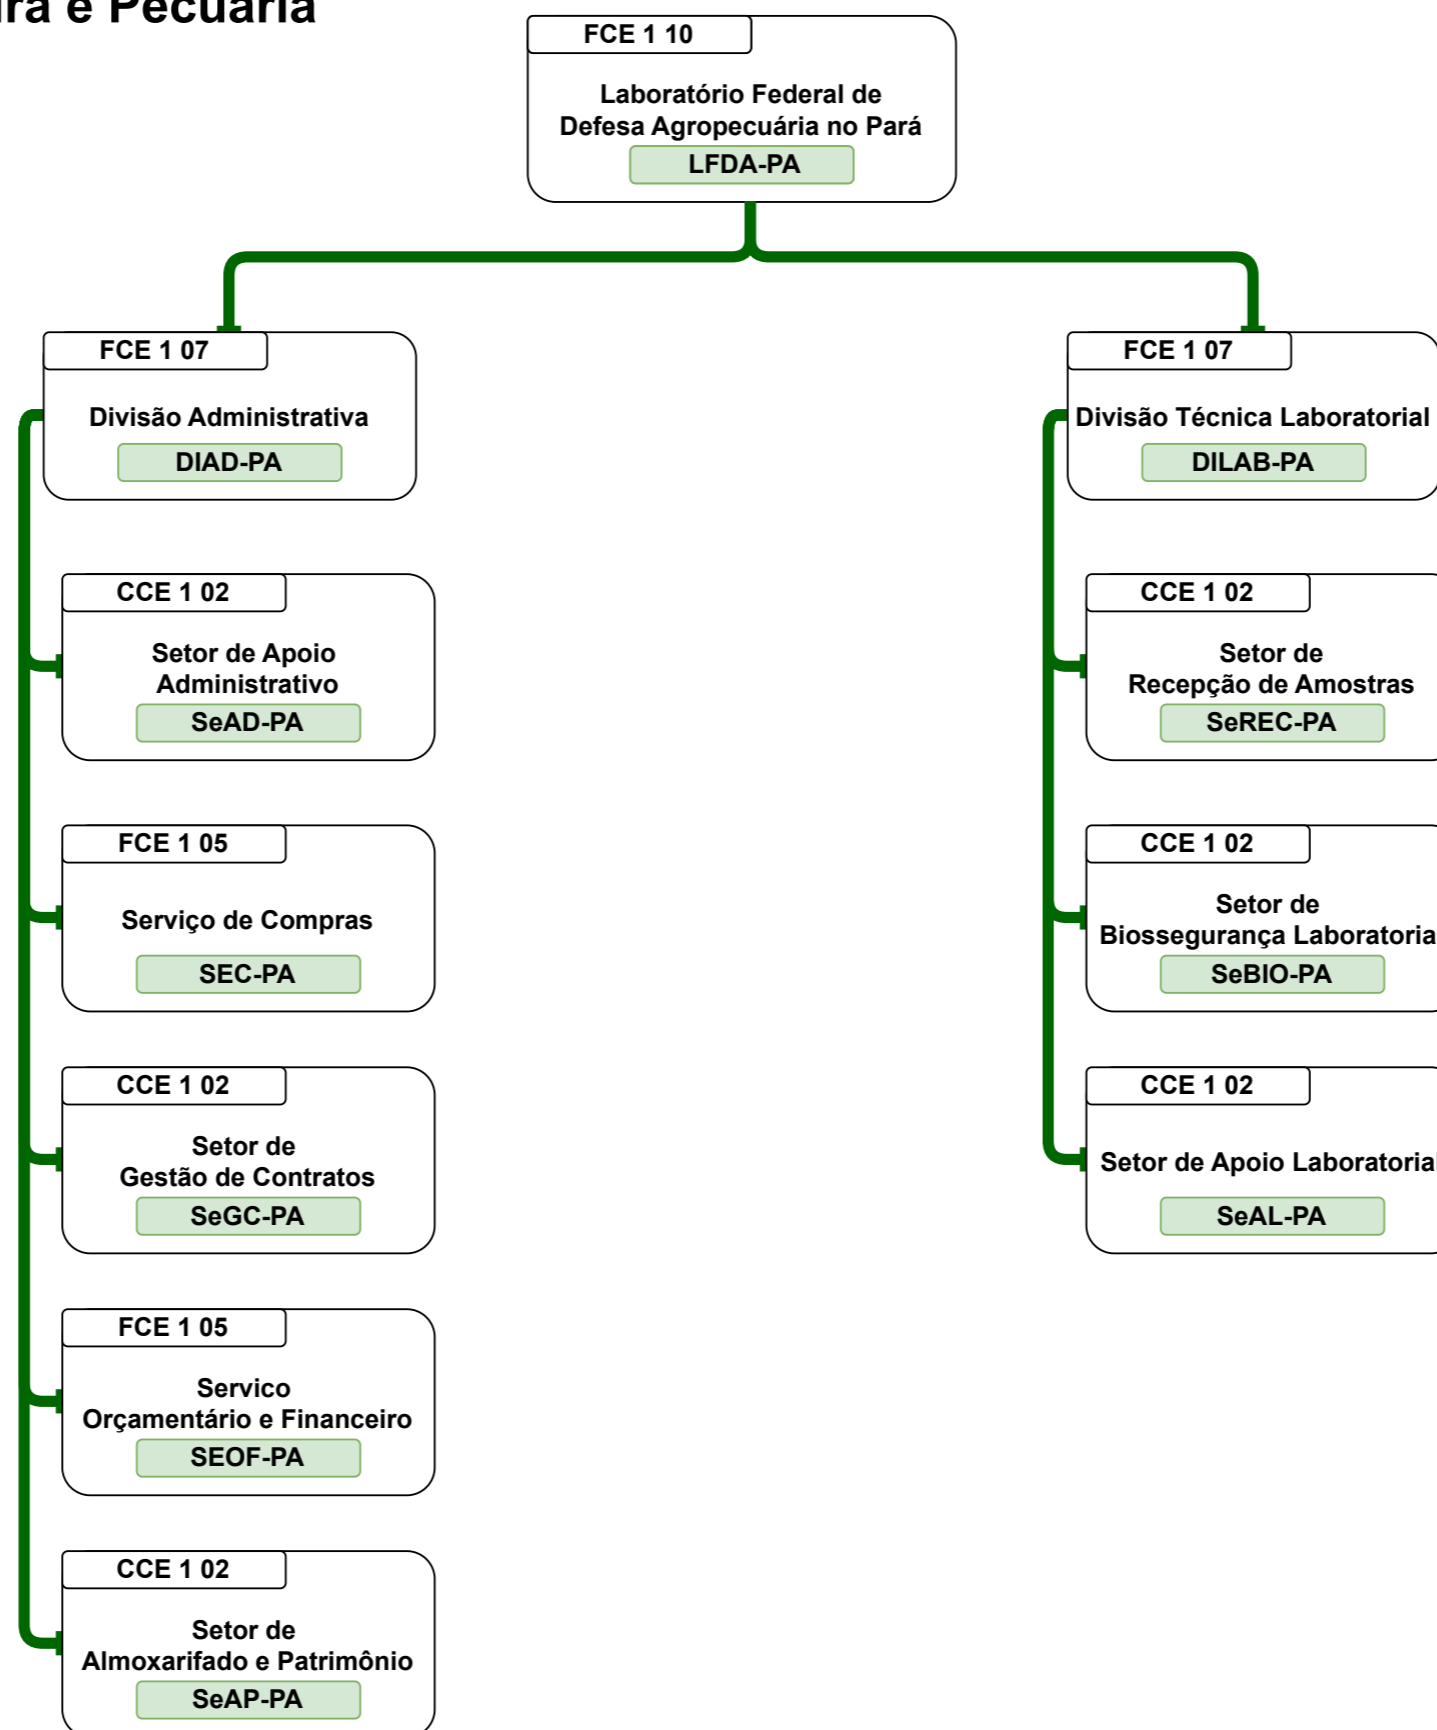 ira e Pecuária
FCE 1 10
Laboratório Federal de
Defesa Agropecuária no Pará
LFDA-PA
FCE 1 07
Divisão Administrativa
DIAD-PA
CCE 1 02
Setor de Apoio
Administrativo
SeAD-PA
FCE 1 05
Serviço de Compras
SEC-PA
CCE 1 02
Setor de
Gestão de Contratos
SeGC-PA
FCE 1 05
Servico
Orçamentário e Financeiro
SEOF-PA
CCE 1 02
Setor de
Almoxarifado e Patrimônio
SeAP-PA
FCE 1 07
Divisão Técnica Laboratorial
DILAB-PA
CCE 1 02
Setor de
Recepção de Amostras
SeREC-PA
CCE 1 02
Setor de
Biossegurança Laboratoria
SeBIO-PA
CCE 1 02
Setor de Apoio Laboratorial
SeAL-PA